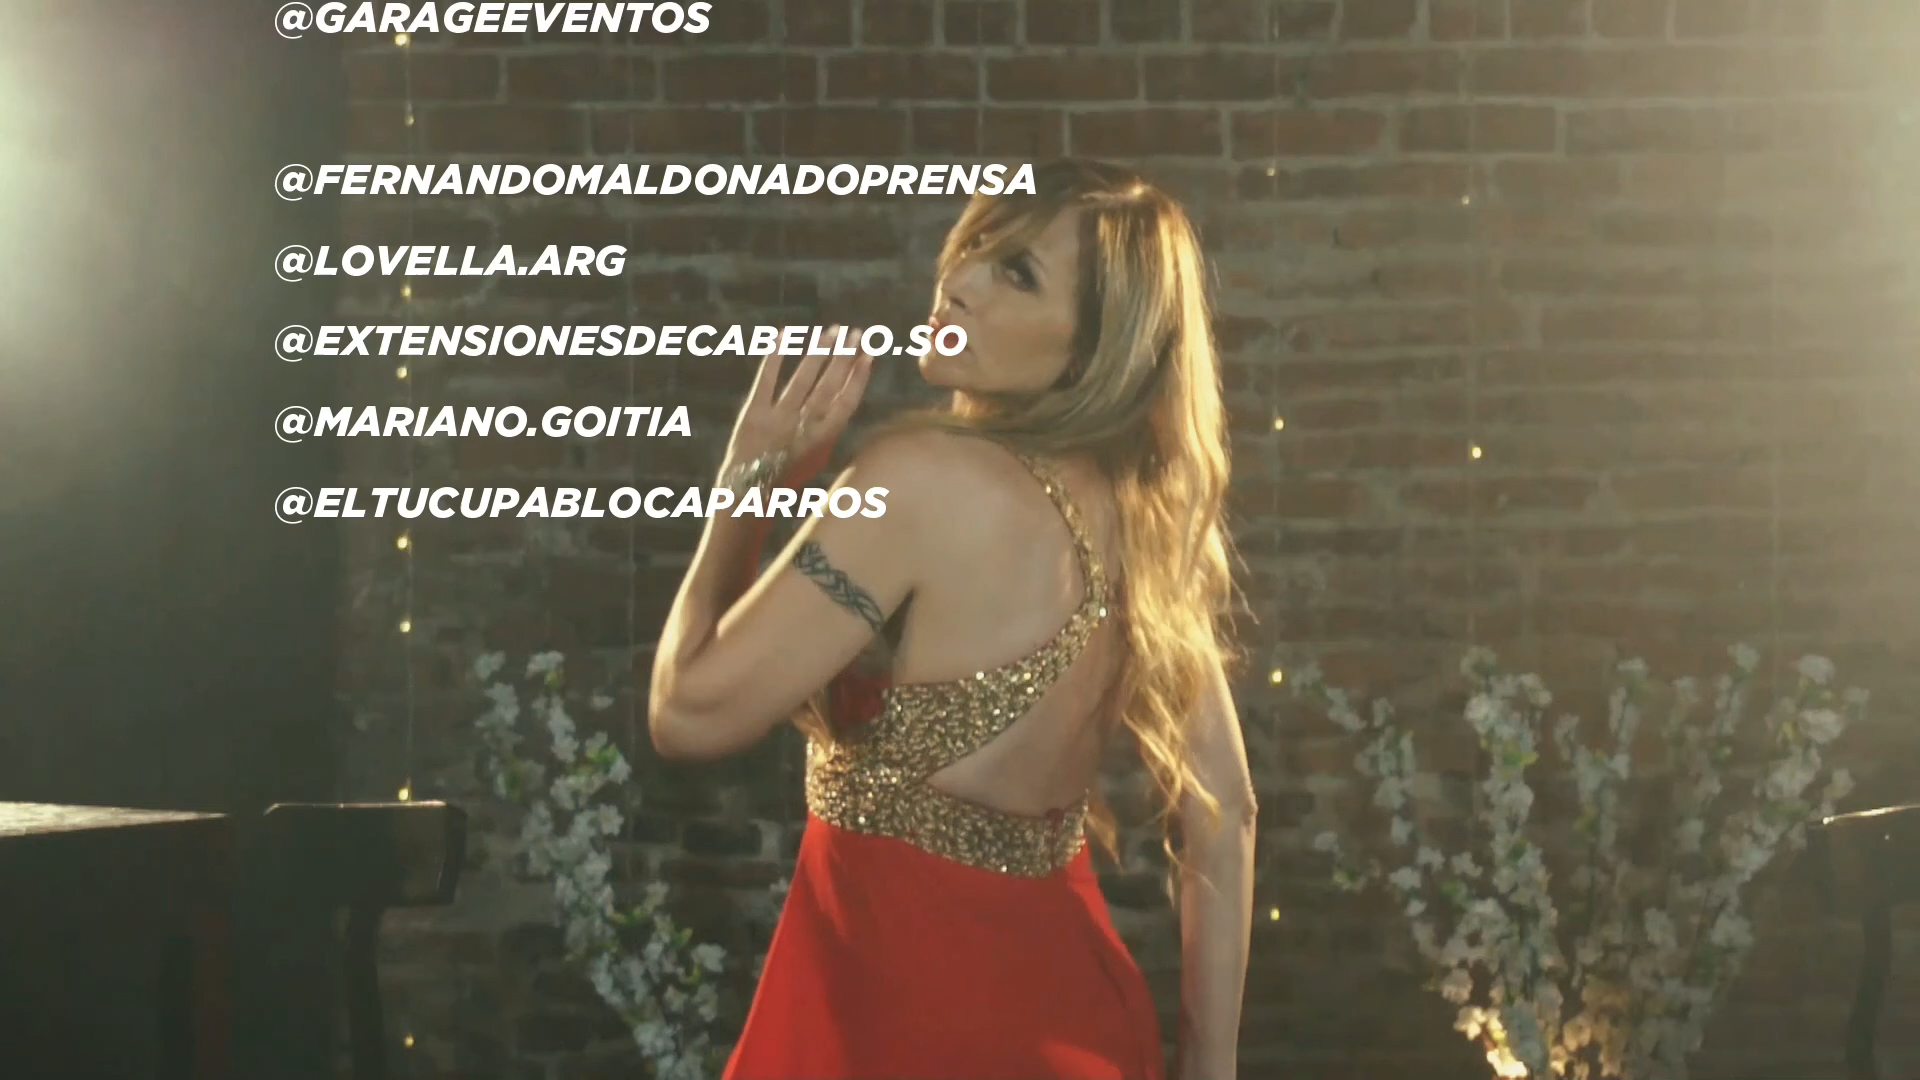 @GARAGEEVENTOS
@FERNANDOMALDONADOPRENSA
@LOVELLA.ARG
@EXTENSIONESDECABELLO.SO
@MARIANO.GOITIA
@ELTUCUPABLOCAPARROS